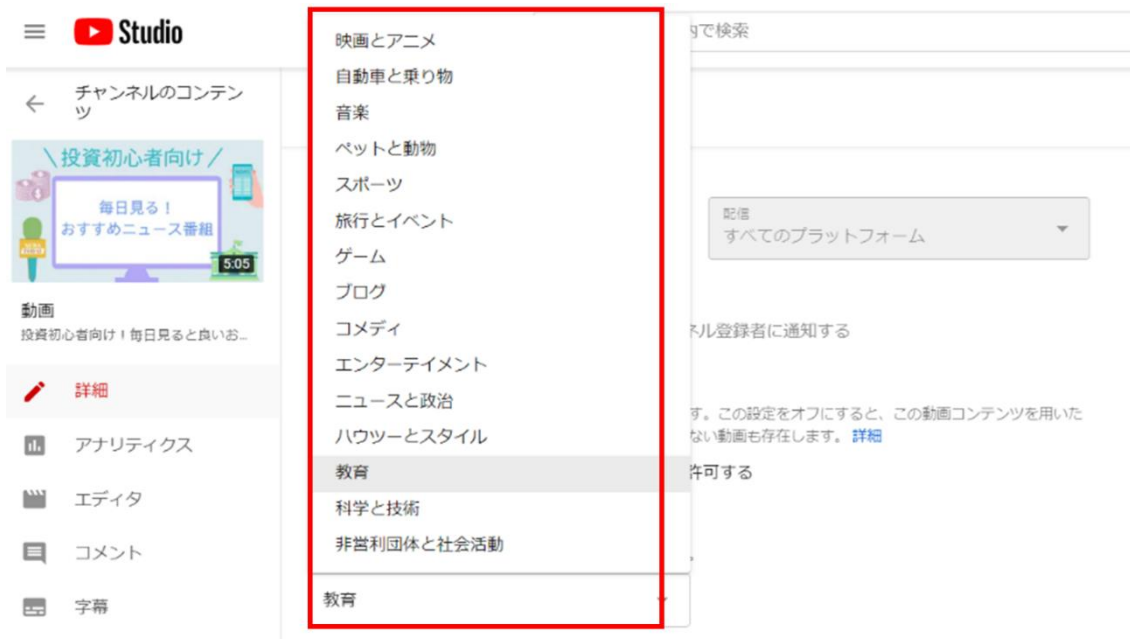 Studio
内で検索
チャンネルのコンテン
ツ
＼投資初心者向け／
毎日見る！
おすすめニュース番組
5:05
動画
投資初心者向け！毎日見ると良いお...
詳細
アナリティクス
エディタ
コメント
字幕
映画とアニメ
自動車と乗り物
音楽
ペットと動物
スポーツ
旅行とイベント
ゲーム
ブログ
コメディ
エンターテイメント
ニュースと政治
ハウツーとスタイル
教育
科学と技術
非営利団体と社会活動
教育
配信
すべてのプラットフォーム
ネル登録者に通知する
す。この設定をオフにすると、この動画コンテンツを用いた
ない動画も存在します。 詳細
許可する